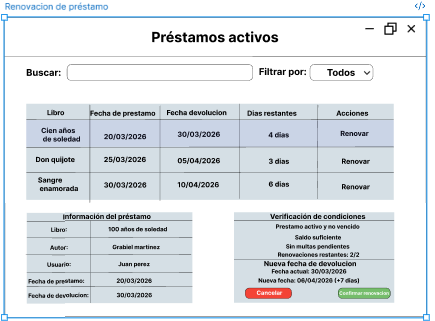 Renovacion de préstamo
Préstamos activos
Buscar:
Filtrar por: Todos
Libro Fecha de prestamo Fecha devolucion Dias restantes Acciones
Cien años de soledad 20/03/2026 30/03/2026 4 dias Renovar
Don quijote 25/03/2026 05/04/2026 3 dias Renovar
Sangre enamorada 30/03/2026 10/04/2026 6 dias Renovar
Información del préstamo
Libro: 100 años de soledad
Autor: Grabiel martinez
Usuario: Juan perez
Fecha de prestamo: 20/03/2026
Fecha de devolucion: 30/03/2026
Verificación de condiciones
Prestamo activo y no vencido
Saldo suficiente
Sin multas pendientes
Renovaciones restantes: 2/2
Nueva fecha de devolucion
Fecha actual: 30/03/2026
Nueva fecha: 06/04/2026 (+7 dias)
Cancelar
Confirmar renovacion